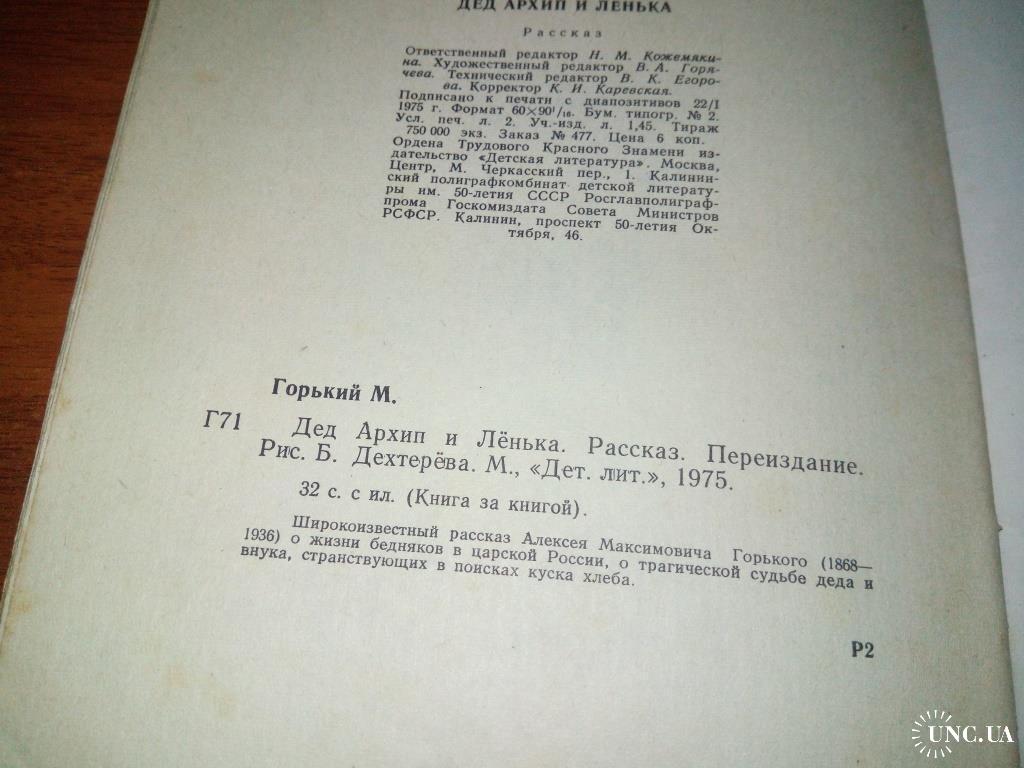 ДЕД АРХИП И ЛЕНЬКА
Рассказ
Ответственный редактор Н. М. Кожемяки-
на. Художественный редактор В. А. Горя-
чева. Технический редактор В. К. Егоро-
ва. Корректор К. И. Каревская.
Подписано к печати с диапозитивов 22/I
1975 г. Формат 60×90¹/₁₆. Бум. типогр. № 2.
Усл. печ. л. 2. Уч.-изд. л. 1,45. Тираж
750 000 экз. Заказ № 477. Цена 6 коп.
Ордена Трудового Красного Знамени из-
дательство «Детская литература». Москва,
Центр, М. Черкасский пер., 1. Калинин-
ский полиграфкомбинат детской литерату-
ры им. 50-летия СССР Росглавполиграф-
прома Госкомиздата Совета Министров
РСФСР. Калинин, проспект 50-летия Ок-
тября, 46.
Горький М.
Г71 Дед Архип и Лёнька. Рассказ. Переиздание.
Рис. Б. Дехтерёва. М., «Дет. лит.», 1975.
32 с. с ил. (Книга за книгой).
Широкоизвестный рассказ Алексея Максимовича Горького (1868—
1936) о жизни бедняков в царской России, о трагической судьбе деда и
внука, странствующих в поисках куска хлеба.
Р2
UNC.UA